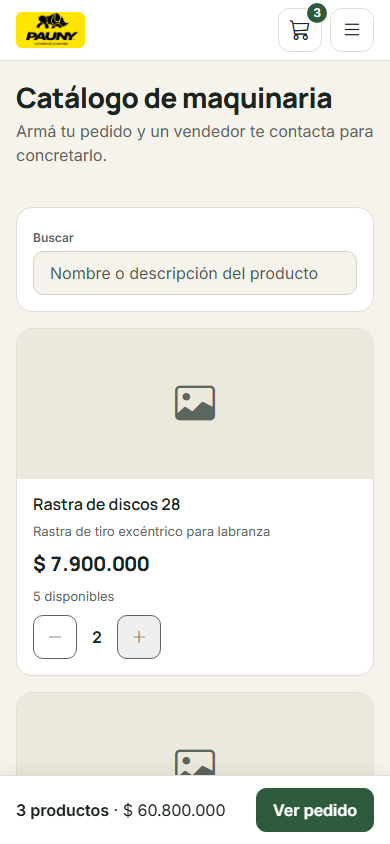 PAUNY
3
Catálogo de maquinaria
Armá tu pedido y un vendedor te contacta para
concretarlo.
Buscar
Nombre o descripción del producto
Rastra de discos 28
Rastra de tiro excéntrico para labranza
$ 7.900.000
5 disponibles
2
3 productos · $ 60.800.000
Ver pedido